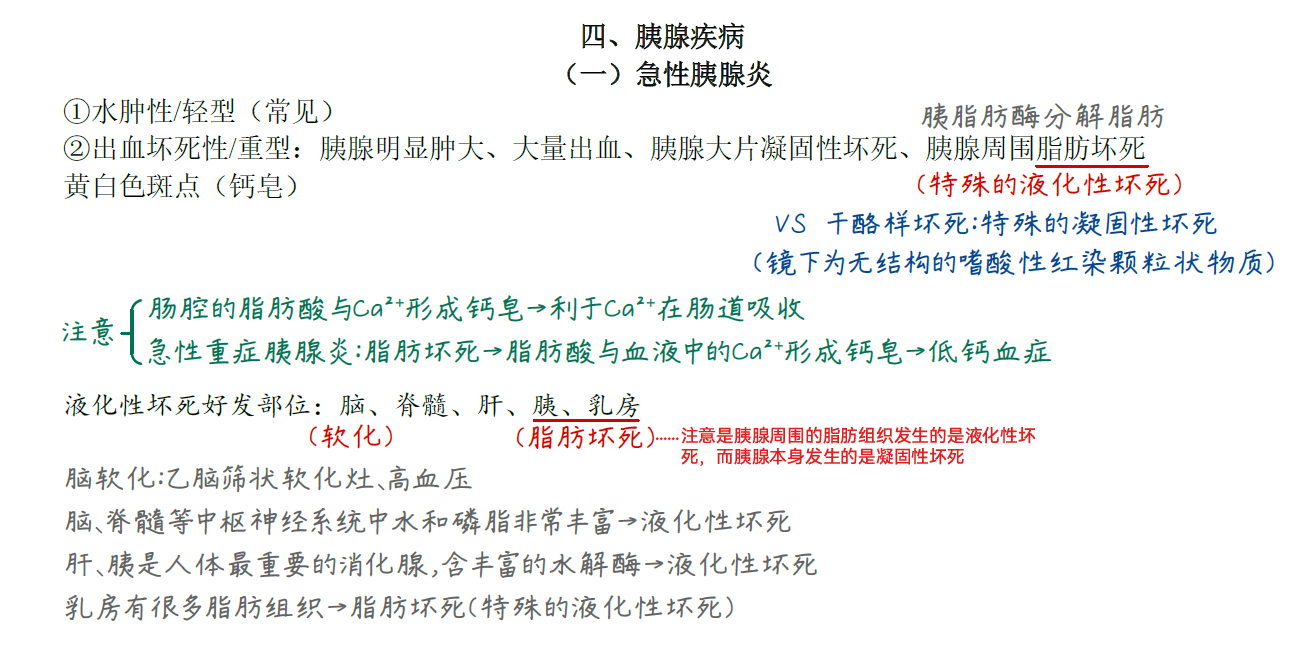 四、胰腺疾病
（一）急性胰腺炎
①水肿性/轻型（常见）
胰脂肪酶分解脂肪
②出血坏死性/重型：胰腺明显肿大、大量出血、胰腺大片凝固性坏死、胰腺周围脂肪坏死
黄白色斑点（钙皂）
（特殊的液化性坏死）
VS 干酪样坏死:特殊的凝固性坏死
（镜下为无结构的嗜酸性红染颗粒状物质）
注意
肠腔的脂肪酸与Ca²⁺形成钙皂→利于Ca²⁺在肠道吸收
急性重症胰腺炎:脂肪坏死→脂肪酸与血液中的Ca²⁺形成钙皂→低钙血症
液化性坏死好发部位：脑、脊髓、肝、胰、乳房
（软化） （脂肪坏死）……注意是胰腺周围的脂肪组织发生的是液化性坏
死，而胰腺本身发生的是凝固性坏死
脑软化:乙脑筛状软化灶、高血压
脑、脊髓等中枢神经系统中水和磷脂非常丰富→液化性坏死
肝、胰是人体最重要的消化腺,含丰富的水解酶→液化性坏死
乳房有很多脂肪组织→脂肪坏死(特殊的液化性坏死)